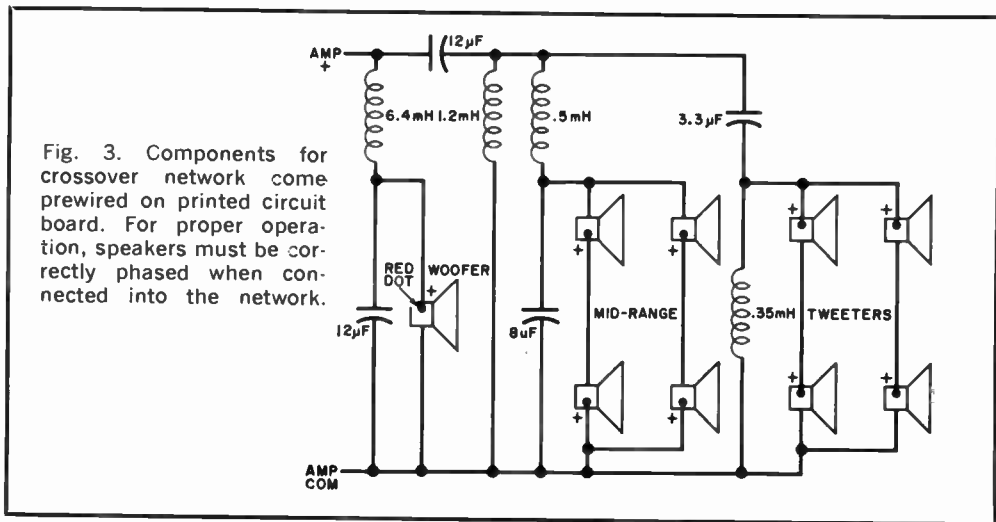 AMP
+
12µF
6.4mH
1.2mH
.5mH
3.3µF
Fig. 3. Components for
crossover network come
prewired on printed circuit
board. For proper opera-
tion, speakers must be cor-
rectly phased when con-
nected into the network.
RED
DOT
+
WOOFER
12µF
8uF
+
+
MID-RANGE
+
+
.35mH
+
+
TWEETERS
+
+
AMP
COM